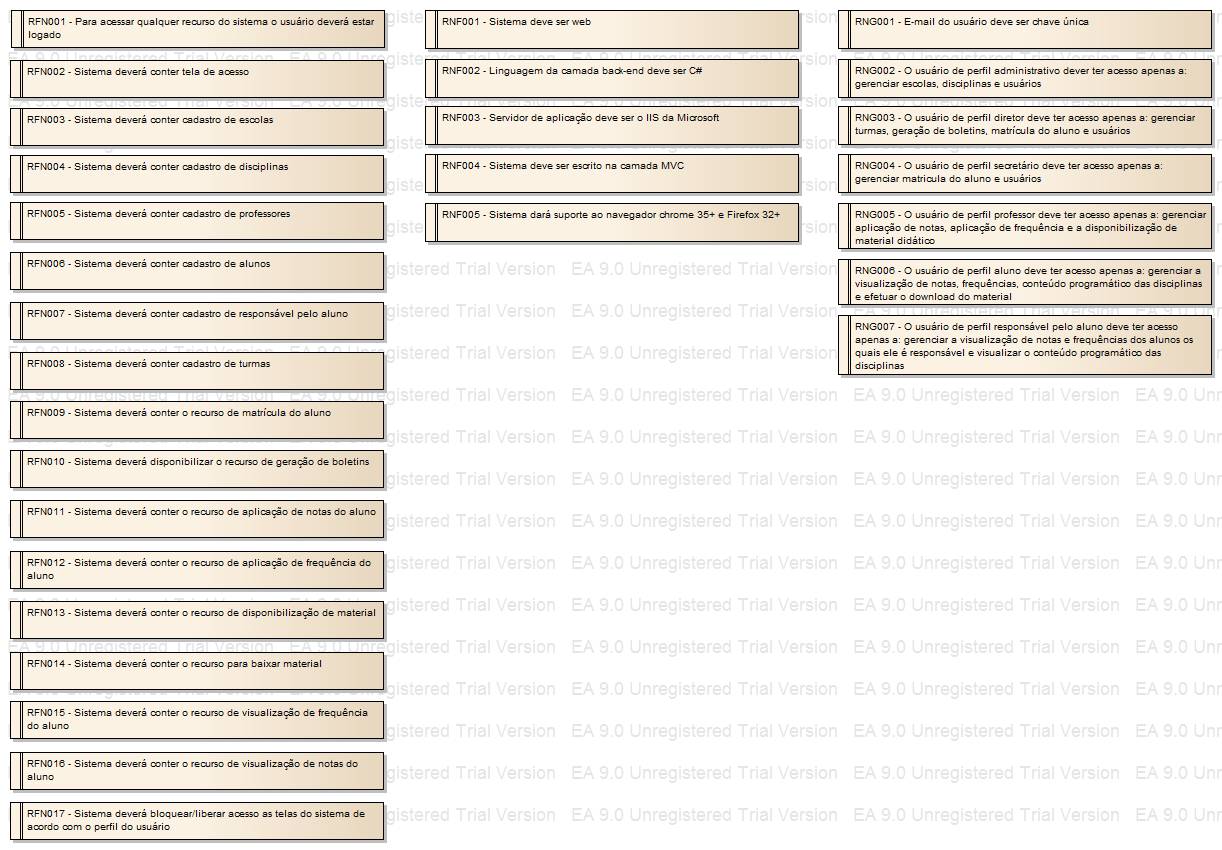 RFN001 - Para acessar qualquer recurso do sistema o usuário deverá estar
logado
RFN002 - Sistema deverá conter tela de acesso
RFN003 - Sistema deverá conter cadastro de escolas
RFN004 - Sistema deverá conter cadastro de disciplinas
RFN005 - Sistema deverá conter cadastro de professores
RFN006 - Sistema deverá conter cadastro de alunos
RFN007 - Sistema deverá conter cadastro de responsável pelo aluno
RFN008 - Sistema deverá conter cadastro de turmas
RFN009 - Sistema deverá conter o recurso de matrícula do aluno
RFN010 - Sistema deverá disponibilizar o recurso de geração de boletins
RFN011 - Sistema deverá conter o recurso de aplicação de notas do aluno
RFN012 - Sistema deverá conter o recurso de aplicação de frequência do
aluno
RFN013 - Sistema deverá conter o recurso de disponibilização de material
RFN014 - Sistema deverá conter o recurso para baixar material
RFN015 - Sistema deverá conter o recurso de visualização de frequência
do aluno
RFN016 - Sistema deverá conter o recurso de visualização de notas do
aluno
RFN017 - Sistema deverá bloquear/liberar acesso as telas do sistema de
acordo com o perfil do usuário
RNF001 - Sistema deve ser web
RNF002 - Linguagem da camada back-end deve ser C#
RNF003 - Servidor de aplicação deve ser o IIS da Microsoft
RNF004 - Sistema deve ser escrito na camada MVC
RNF005 - Sistema dará suporte ao navegador chrome 35+ e Firefox 32+
RNG001 - E-mail do usuário deve ser chave única
RNG002 - O usuário de perfil administrativo dever ter acesso apenas a:
gerenciar escolas, disciplinas e usuários
RNG003 - O usuário de perfil diretor deve ter acesso apenas a: gerenciar
turmas, geração de boletins, matrícula do aluno e usuários
RNG004 - O usuário de perfil secretário deve ter acesso apenas a:
gerenciar matricula do aluno e usuários
RNG005 - O usuário de perfil professor deve ter acesso apenas a: gerenciar
aplicação de notas, aplicação de frequência e a disponibilização de
material didático
RNG006 - O usuário de perfil aluno deve ter acesso apenas a: gerenciar a
visualização de notas, frequências, conteúdo programático das disciplinas
e efetuar o download do material
RNG007 - O usuário de perfil responsável pelo aluno deve ter acesso
apenas a: gerenciar a visualização de notas e frequências dos alunos os
quais ele é responsável e visualizar o conteúdo programático das
disciplinas
EA 9.0 Unregistered Trial Version